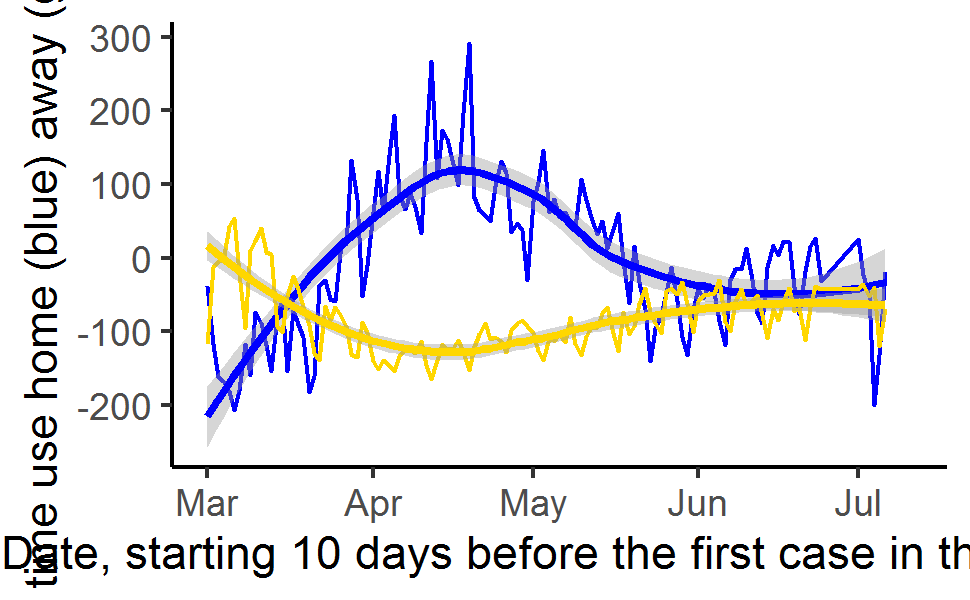 time use home (blue) away (
300
200
100
0
-100
-200
Mar Apr May Jun Jul
Date, starting 10 days before the first case in th